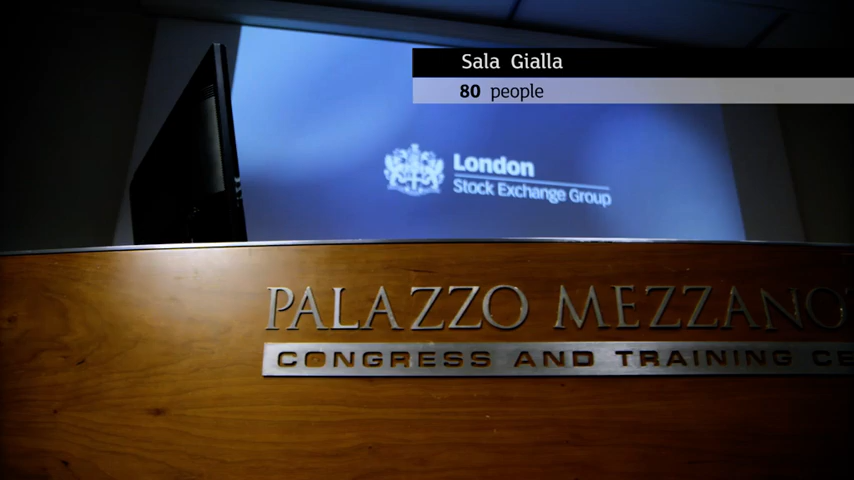 Sala Gialla
80 people
London
Stock Exchange Group
PALAZZO MEZZANO
CONGRESS AND TRAINING CE